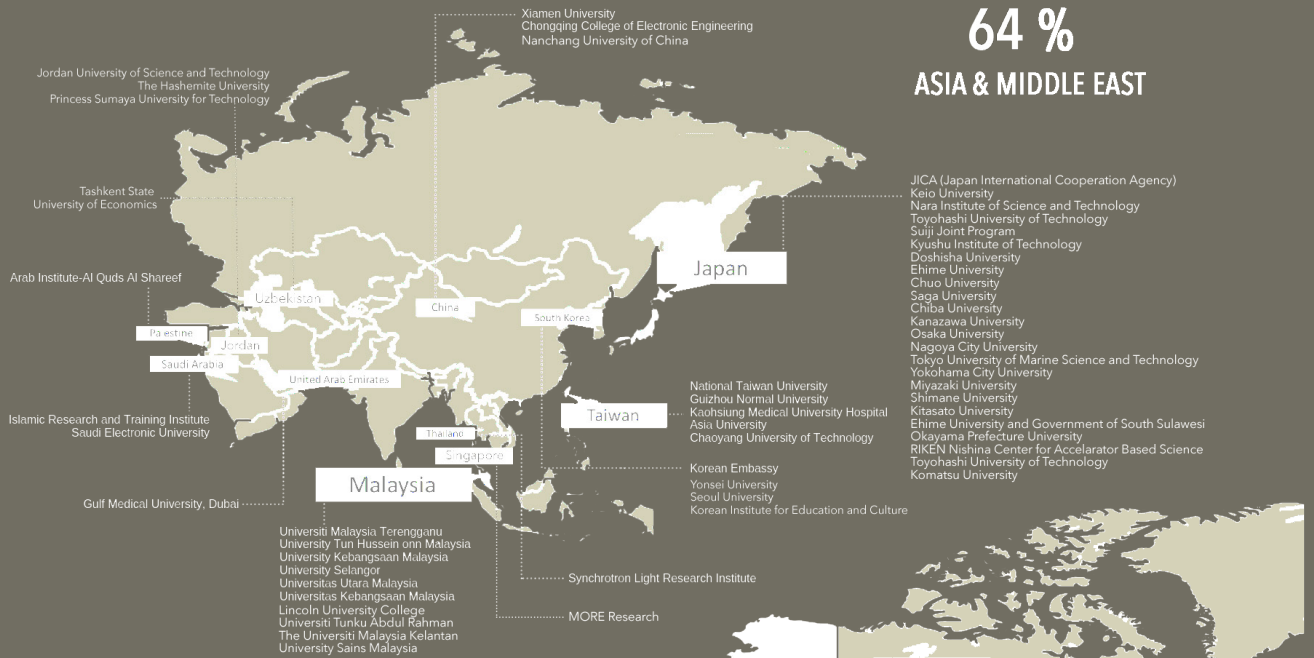 Xiamen University
Chongqing College of Electronic Engineering
Nanchang University of China
64 %
ASIA & MIDDLE EAST
Jordan University of Science and Technology
The Hashemite University
Princess Sumaya University for Technology
Tashkent State
University of Economics
Arab Institute-Al Quds Al Shareef
Islamic Research and Training Institute
Saudi Electronic University
Gulf Medical University, Dubai
Uzbekistan
China
South Korea
Japan
Palestine
Jordan
Saudi Arabia
United Arab Emirates
Taiwan
Thailand
Singapore
Malaysia
JICA (Japan International Cooperation Agency)
Keio University
Nara Institute of Science and Technology
Toyohashi University of Technology
Suiji Joint Program
Kyushu Institute of Technology
Doshisha University
Ehime University
Chuo University
Saga University
Chiba University
Kanazawa University
Osaka University
Nagoya City University
Tokyo University of Marine Science and Technology
Yokohama City University
Miyazaki University
Shimane University
Kitasato University
Ehime University and Government of South Sulawesi
Okayama Prefecture University
RIKEN Nishina Center for Accelarator Based Science
Toyohashi University of Technology
Komatsu University
National Taiwan University
Guizhou Normal University
Kaohsiung Medical University Hospital
Asia University
Chaoyang University of Technology
Korean Embassy
Yonsei University
Seoul University
Korean Institute for Education and Culture
Universiti Malaysia Terengganu
University Tun Hussein onn Malaysia
University Kebangsaan Malaysia
University Selangor
Universitas Utara Malaysia
Universitas Kebangsaan Malaysia
Lincoln University College
Universiti Tunku Abdul Rahman
The Universiti Malaysia Kelantan
University Sains Malaysia
Synchrotron Light Research Institute
MORE Research